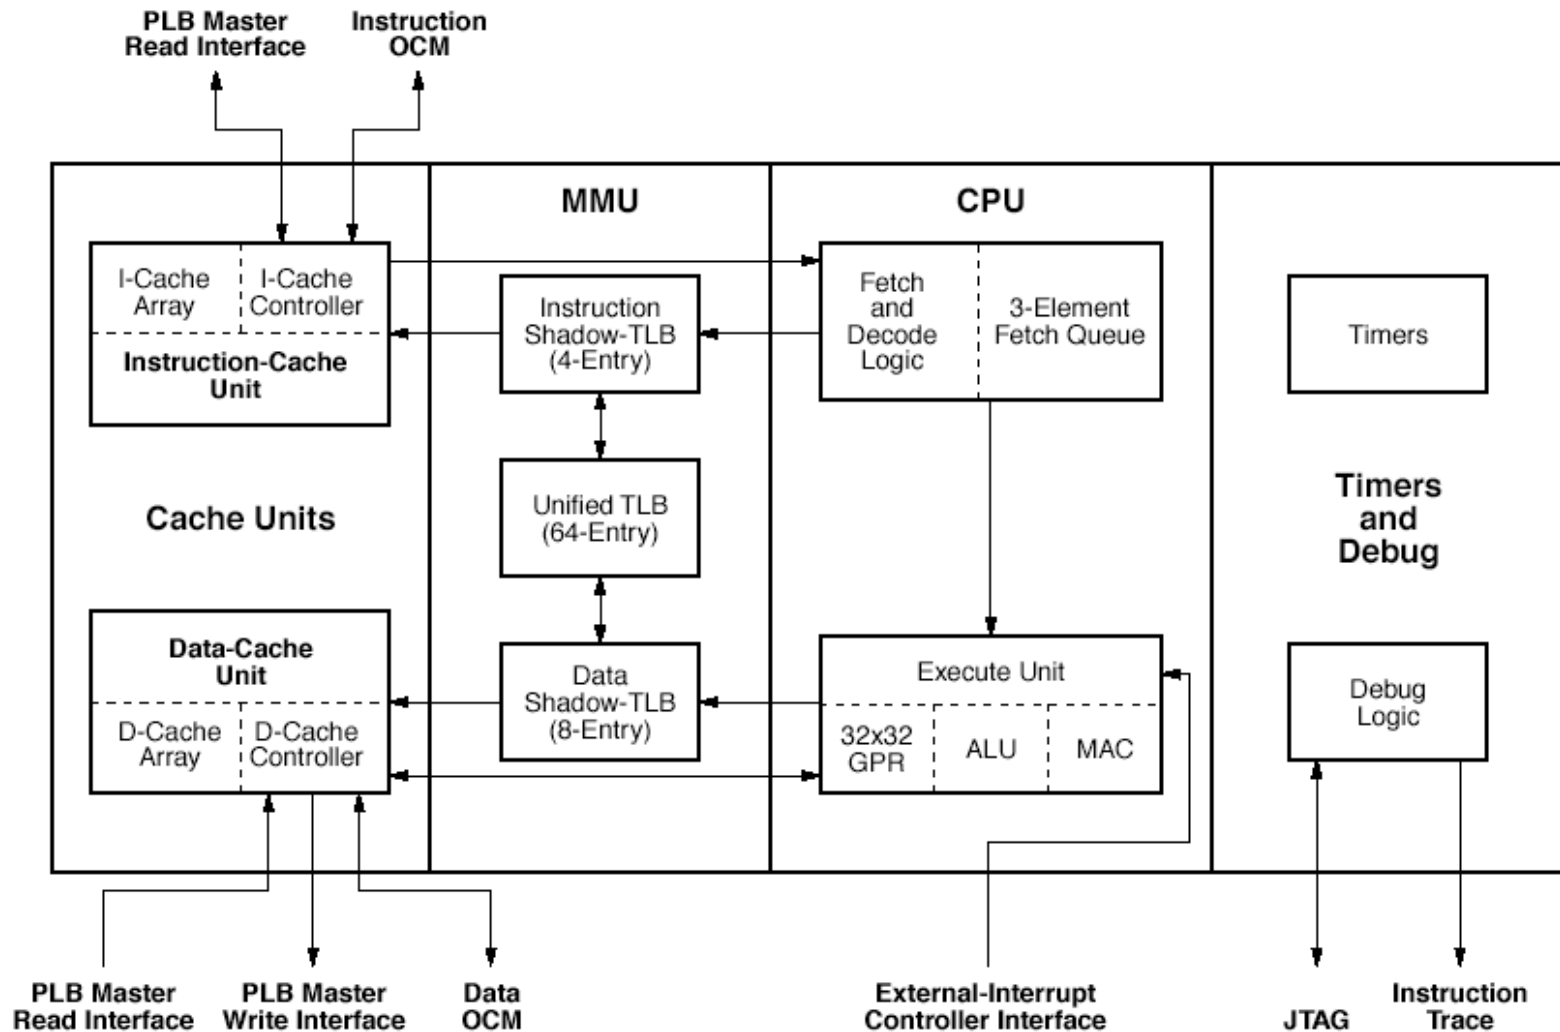 PLB Master
Read Interface
Instruction
OCM
MMU
CPU
I-Cache
Array
I-Cache
Controller
Instruction-Cache
Unit
Instruction
Shadow-TLB
(4-Entry)
Fetch
and
Decode
Logic
3-Element
Fetch Queue
Timers
Cache Units
Unified TLB
(64-Entry)
Timers
and
Debug
Data-Cache
Unit
D-Cache
Array
D-Cache
Controller
Data
Shadow-TLB
(8-Entry)
Execute Unit
32x32
GPR
ALU
MAC
Debug
Logic
PLB Master
Read Interface
PLB Master
Write Interface
Data
OCM
External-Interrupt
Controller Interface
JTAG
Instruction
Trace